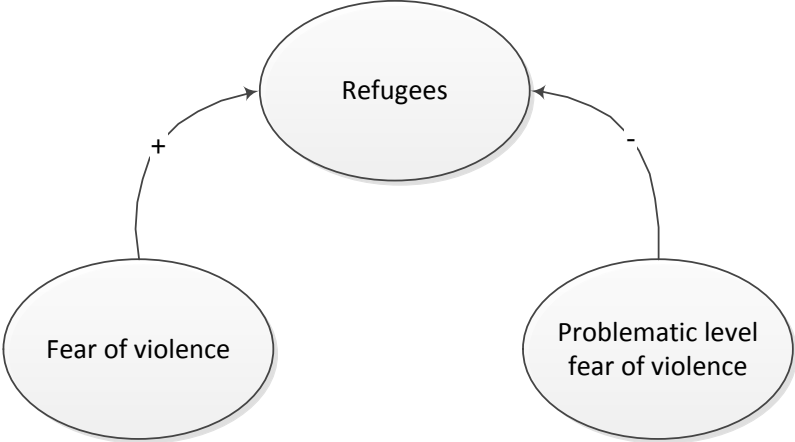 Refugees
+
-
Fear of violence
Problematic level
fear of violence